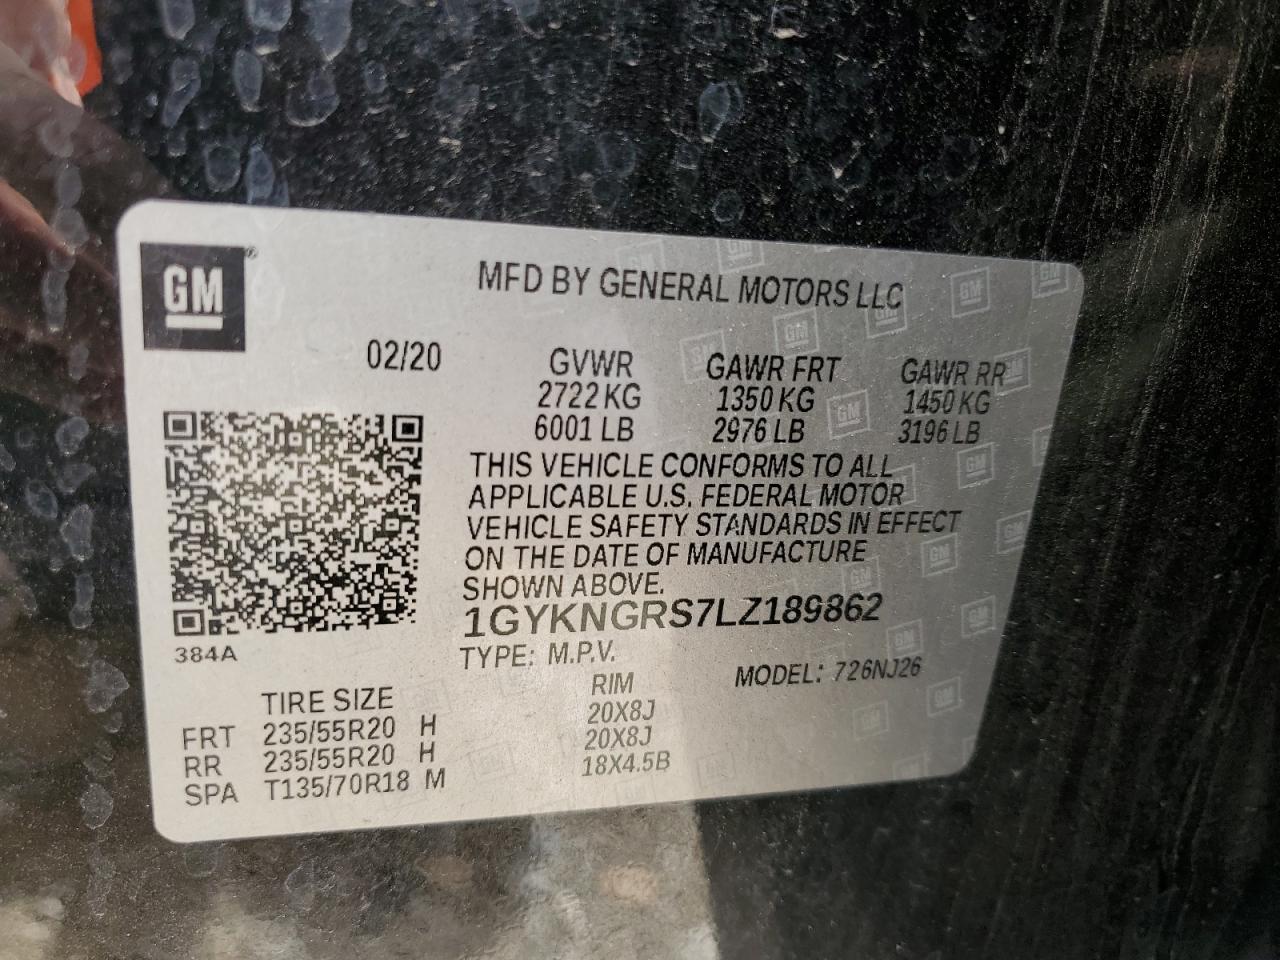 GM®
MFD BY GENERAL MOTORS LLC
02/20 GVWR GAWR FRT GAWR RR
2722 KG 1350 KG 1450 KG
6001 LB 2976 LB 3196 LB
THIS VEHICLE CONFORMS TO ALL
APPLICABLE U.S. FEDERAL MOTOR
VEHICLE SAFETY STANDARDS IN EFFECT
ON THE DATE OF MANUFACTURE
SHOWN ABOVE.
1GYKNGRS7LZ189862
384A
TYPE: M.P.V. MODEL: 726NJ26
TIRE SIZE RIM
FRT 235/55R20 H 20X8J
RR 235/55R20 H 20X8J
SPA T135/70R18 M 18X4.5B